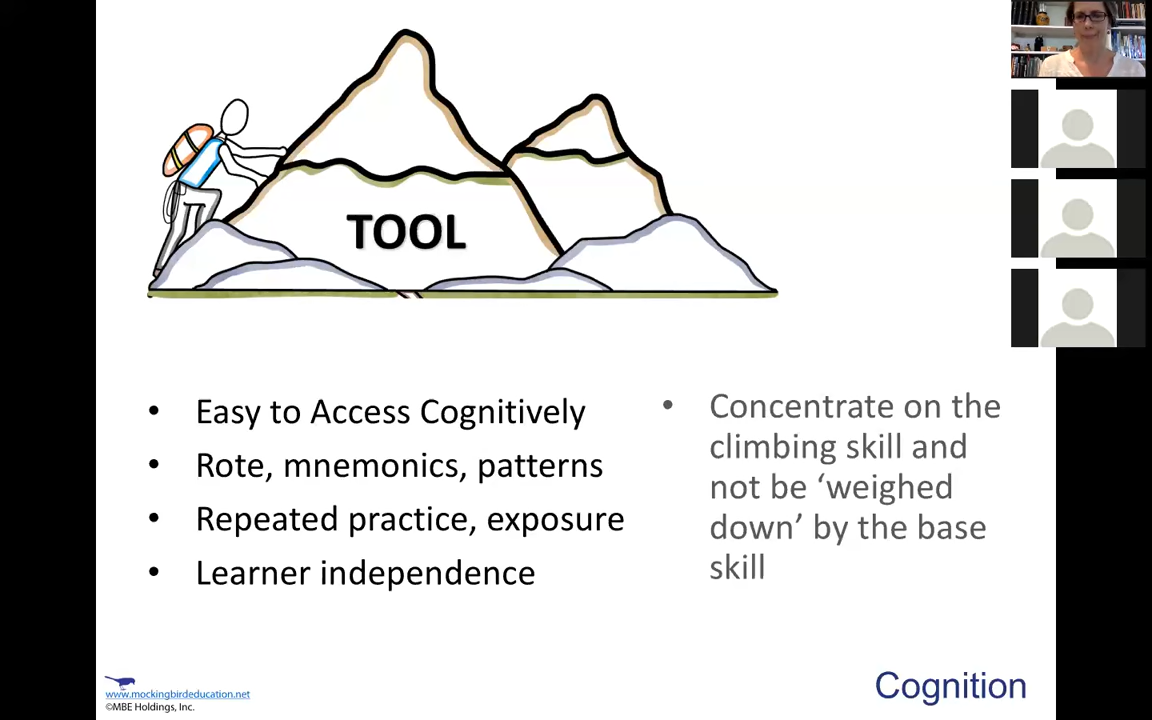 TOOL
• Easy to Access Cognitively
• Rote, mnemonics, patterns
• Repeated practice, exposure
• Learner independence
• Concentrate on the
climbing skill and
not be ‘weighed
down’ by the base
skill
www.mockingbirdeducation.net
©MBE Holdings, Inc.
Cognition